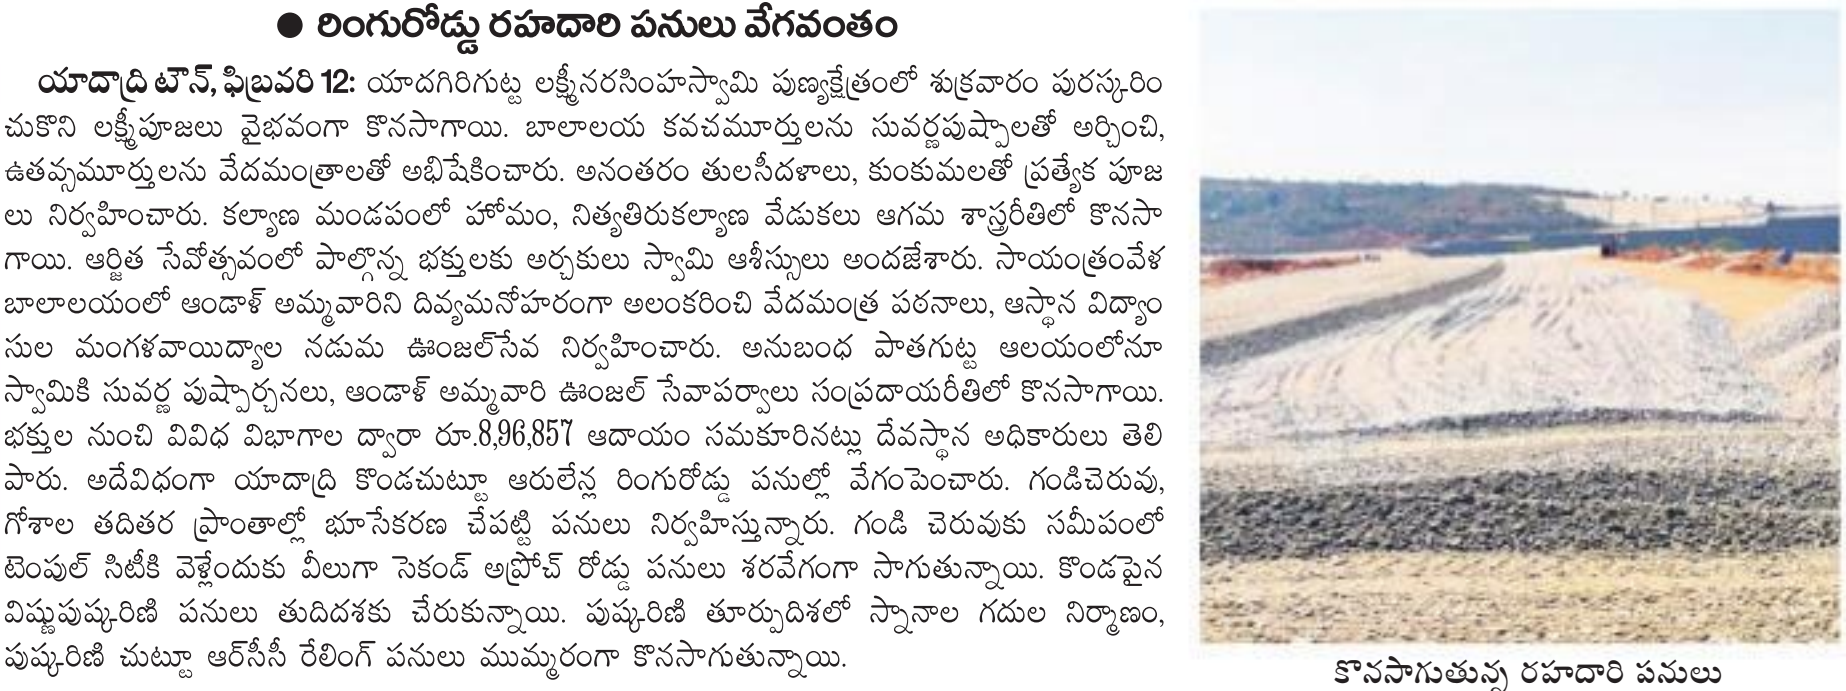 ● రింగురోడ్డు రహదారి పనులు వేగవంతం
యాదాద్రి టౌన్, ఫిబ్రవరి 12: యాదగిరిగుట్ట లక్ష్మీనరసింహస్వామి పుణ్యక్షేత్రంలో శుక్రవారం పురస్కరిం
చుకొని లక్ష్మీపూజలు వైభవంగా కొనసాగాయి. బాలాలయ కవచమూర్తులను సువర్ణపుష్పాలతో అర్చించి,
ఉతవ్సమూర్తులను వేదమంత్రాలతో అభిషేకించారు. అనంతరం తులసీదళాలు, కుంకుమలతో ప్రత్యేక పూజ
లు నిర్వహించారు. కల్యాణ మండపంలో హోమం, నిత్యతిరుకల్యాణ వేడుకలు ఆగమ శాస్త్రరీతిలో కొనసా
గాయి. ఆర్జిత సేవోత్సవంలో పాల్గొన్న భక్తులకు అర్చకులు స్వామి ఆశీస్సులు అందజేశారు. సాయంత్రంవేళ
బాలాలయంలో ఆండాళ్ అమ్మవారిని దివ్యమనోహరంగా అలంకరించి వేదమంత్ర పఠనాలు, ఆస్థాన విద్యాం
సుల మంగళవాయిద్యాల నడుమ ఊంజల్‌సేవ నిర్వహించారు. అనుబంధ పాతగుట్ట ఆలయంలోనూ
స్వామికి సువర్ణ పుష్పార్చనలు, ఆండాళ్ అమ్మవారి ఊంజల్ సేవాపర్వాలు సంప్రదాయరీతిలో కొనసాగాయి.
భక్తుల నుంచి వివిధ విభాగాల ద్వారా రూ.8,96,857 ఆదాయం సమకూరినట్లు దేవస్థాన అధికారులు తెలి
పారు. అదేవిధంగా యాదాద్రి కొండచుట్టూ ఆరులేన్ల రింగురోడ్డు పనుల్లో వేగంపెంచారు. గండిచెరువు,
గోశాల తదితర ప్రాంతాల్లో భూసేకరణ చేపట్టి పనులు నిర్వహిస్తున్నారు. గండి చెరువుకు సమీపంలో
టెంపుల్ సిటీకి వెళ్లేందుకు వీలుగా సెకండ్ అప్రోచ్ రోడ్డు పనులు శరవేగంగా సాగుతున్నాయి. కొండపైన
విష్ణుపుష్కరిణి పనులు తుదిదశకు చేరుకున్నాయి. పుష్కరిణి తూర్పుదిశలో స్నానాల గదుల నిర్మాణం,
పుష్కరిణి చుట్టూ ఆర్‌సీసీ రేలింగ్ పనులు ముమ్మరంగా కొనసాగుతున్నాయి.
కొనసాగుతున్న రహదారి పనులు